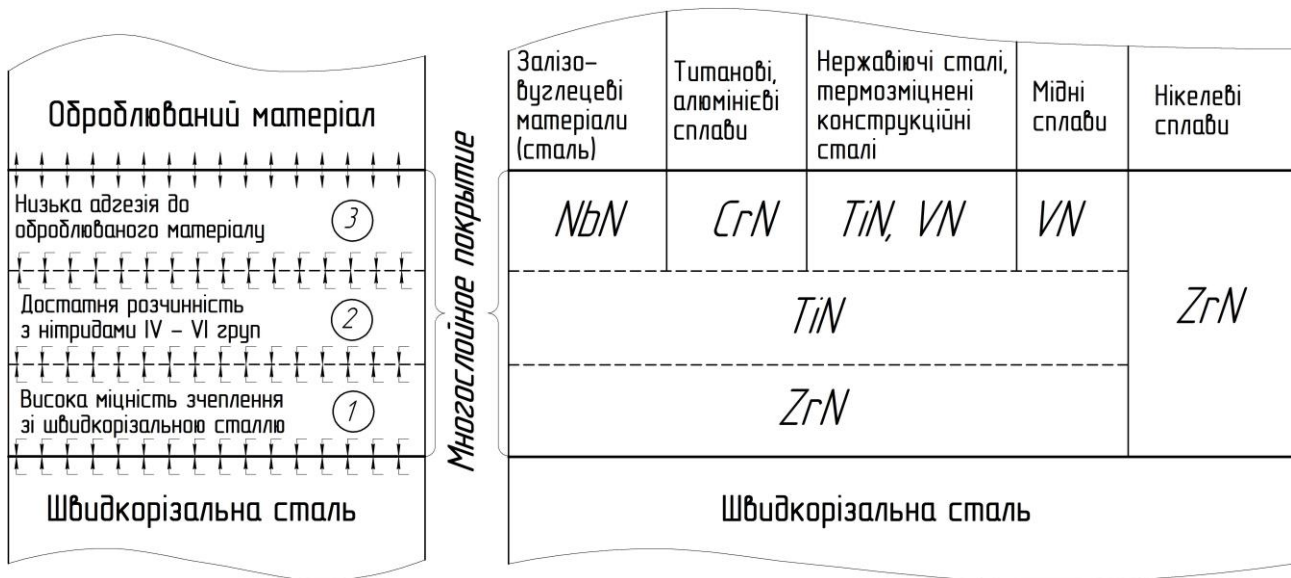 Оброблюваний матеріал
Низька адгезія до
оброблюваного матеріалу
3
Достатня розчинність
з нітридами IV – VI груп
2
Висока міцність зчеплення
зі швидкорізальною сталлю
1
Швидкорізальна сталь
Многослойное покрытие
Залізо-
вуглецеві
матеріали
(сталь)
Титанові,
алюмінієві
сплави
Нержавіючі сталі,
термозміцнені
конструкційні
сталі
Мідні
сплави
Нікелеві
сплави
NbN
CrN
TiN, VN
VN
ZrN
TiN
ZrN
Швидкорізальна сталь